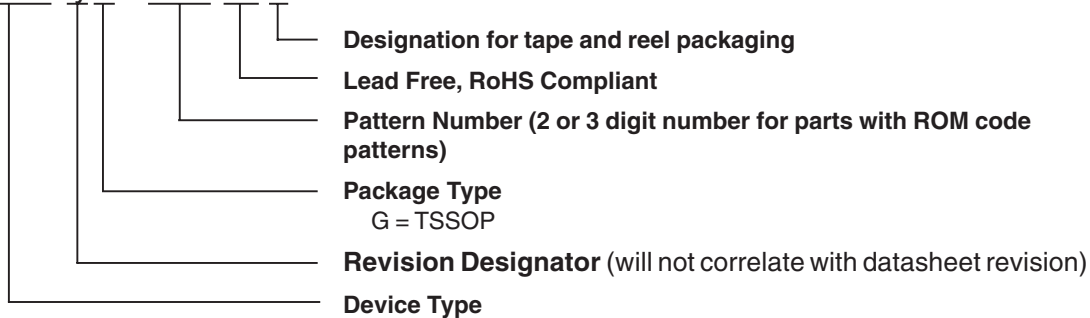 Designation for tape and reel packaging
Lead Free, RoHS Compliant
Pattern Number (2 or 3 digit number for parts with ROM code
patterns)
Package Type
G = TSSOP
Revision Designator (will not correlate with datasheet revision)
Device Type